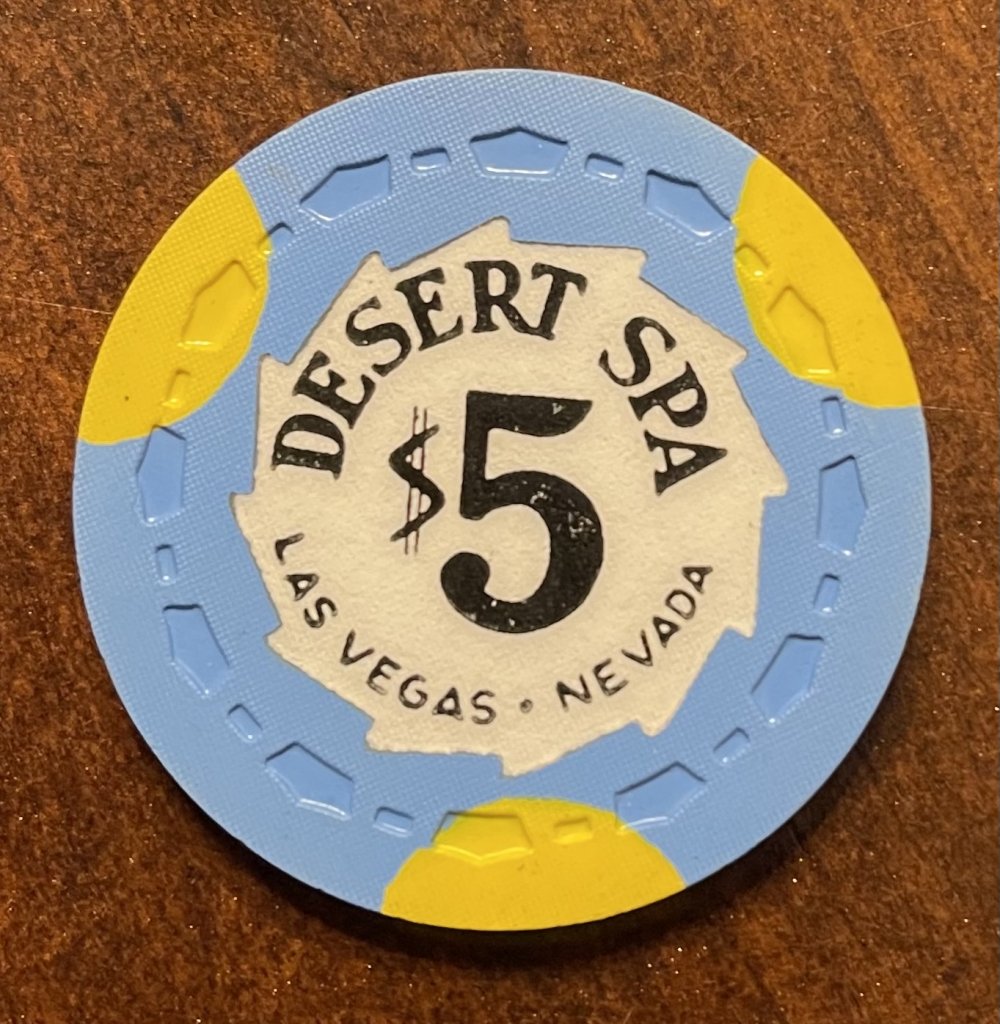 DESERT SPA
$5
LAS VEGAS • NEVADA